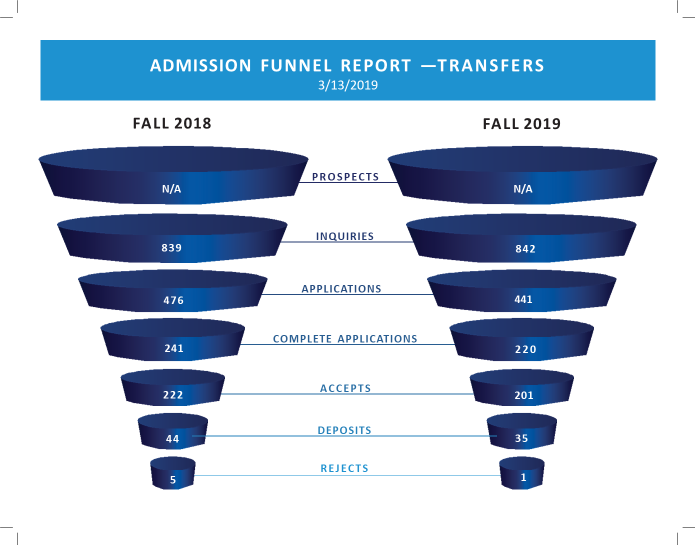 ADMISSION FUNNEL REPORT —TRANSFERS
3/13/2019
FALL 2018 FALL 2019
N/A PROSPECTS N/A
839 INQUIRIES 842
476 APPLICATIONS 441
241 COMPLETE APPLICATIONS 220
222 ACCEPTS 201
44 DEPOSITS 35
5 REJECTS 1